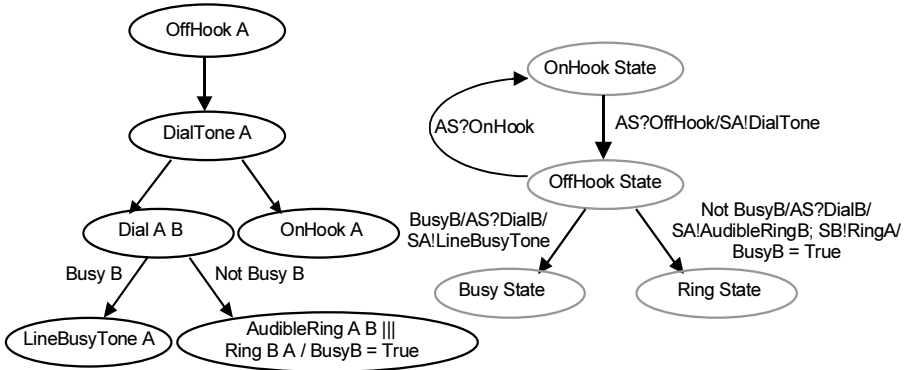 OffHook A
DialTone A
Dial A B
OnHook A
Busy B
Not Busy B
LineBusyTone A
AudibleRing A B |||
Ring B A / BusyB = True
OnHook State
AS?OnHook
AS?OffHook/SA!DialTone
OffHook State
BusyB/AS?DialB/
SA!LineBusyTone
Not BusyB/AS?DialB/
SA!AudibleRingB; SB!RingA/
BusyB = True
Busy State
Ring State